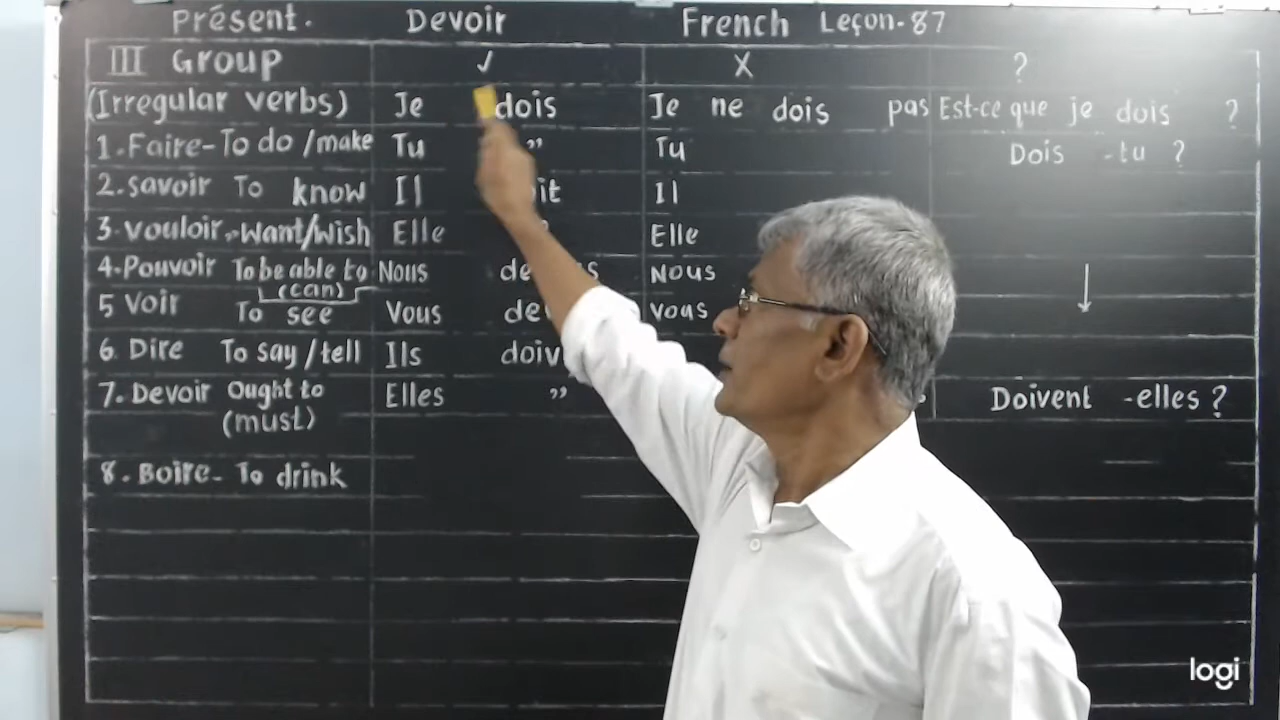 Présent. Devoir French Leçon-87
III Group ✓ X ?
(Irregular verbs) Je dois Je ne dois pas Est-ce que je dois ?
1.Faire-To do /make Tu " Tu Dois -tu ?
2.savoir To know Il Il
3.vouloir-Want/Wish Elle Elle
4.Pouvoir To be able to Nous Nous
(can)
5 Voir To see Vous vous
6. Dire To say /tell Ils
7. Devoir Ought to Elles " Doivent -elles ?
(must)
8. Boire- To drink
logi